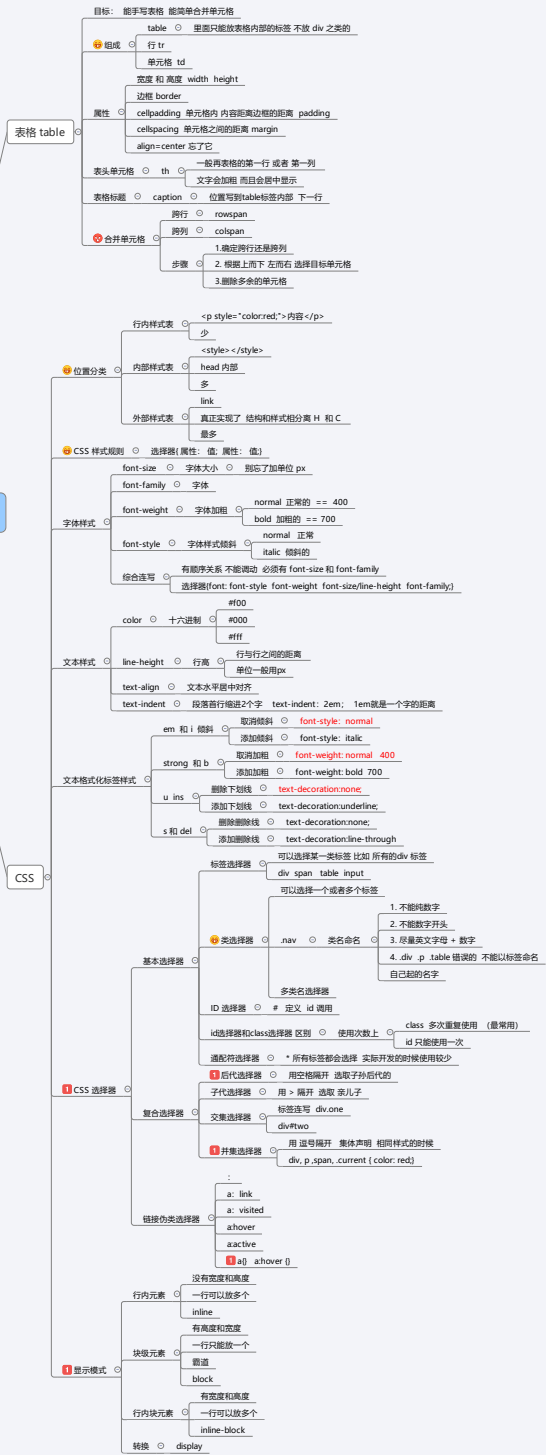 目标： 能手写表格 能简单合并单元格
table 里面只能放表格内部的标签 不放 div 之类的
组成 行 tr
单元格 td
宽度 和 高度 width height
边框 border
属性 cellpadding 单元格内 内容距离边框的距离 padding
cellspacing 单元格之间的距离 margin
表格 table
align=center 忘了它
一般再表格的第一行 或者 第一列
表头单元格 th
文字会加粗 而且会居中显示
表格标题 caption 位置写到table标签内部 下一行
跨行 rowspan
合并单元格 跨列 colspan
1.确定跨行还是跨列
步骤 2. 根据上而下 左而右 选择目标单元格
3.删除多余的单元格
<p style="color:red;">内容</p>
行内样式表
少
<style></style>
位置分类 内部样式表 head 内部
多
link
外部样式表 真正实现了 结构和样式相分离 H 和 C
最多
CSS 样式规则 选择器{ 属性： 值; 属性： 值;}
font-size 字体大小 别忘了加单位 px
font-family 字体
normal 正常的 == 400
font-weight 字体加粗
bold 加粗的 == 700
字体样式
normal 正常
font-style 字体样式倾斜
italic 倾斜的
有顺序关系 不能调动 必须有 font-size 和 font-family
综合连写
选择器{font: font-style font-weight font-size/line-height font-family;}
#f00
color 十六进制 #000
#fff
文本样式 行与行之间的距离
line-height 行高
单位一般用px
text-align 文本水平居中对齐
text-indent 段落首行缩进2个字 text-indent：2em； 1em就是一个字的距离
取消倾斜 font-style：normal
em 和 i 倾斜
添加倾斜 font-style：italic
取消加粗 font-weight: normal 400
strong 和 b
添加加粗 font-weight: bold 700
文本格式化标签样式
删除下划线 text-decoration:none;
u ins
添加下划线 text-decoration:underline;
删除删除线 text-decoration:none;
s 和 del
添加删除线 text-decoration:line-through
CSS
可以选择某一类标签 比如 所有的div 标签
标签选择器
div span table input
可以选择一个或者多个标签
1. 不能纯数字
2. 不能数字开头
类选择器 .nav 类名命名 3. 尽量英文字母 + 数字
4. .div .p .table 错误的 不能以标签命名
基本选择器
自己起的名字
多类名选择器
ID 选择器 # 定义 id 调用
class 多次重复使用 （最常用）
id选择器和class选择器 区别 使用次数上
id 只能使用一次
通配符选择器 * 所有标签都会选择 实际开发的时候使用较少
后代选择器 用空格隔开 选取子孙后代的
CSS 选择器
子代选择器 用 > 隔开 选取 亲儿子
复合选择器 标签连写 div.one
交集选择器
div#two
用 逗号隔开 集体声明 相同样式的时候
并集选择器
div, p ,span, .current { color: red;}
：
a： link
a： visited
链接伪类选择器
a:hover
a:active
a{} a:hover {}
没有宽度和高度
行内元素 一行可以放多个
inline
有高度和宽度
一行只能放一个
块级元素
霸道
显示模式
block
有宽度和高度
行内块元素 一行可以放多个
inline-block
转换 display